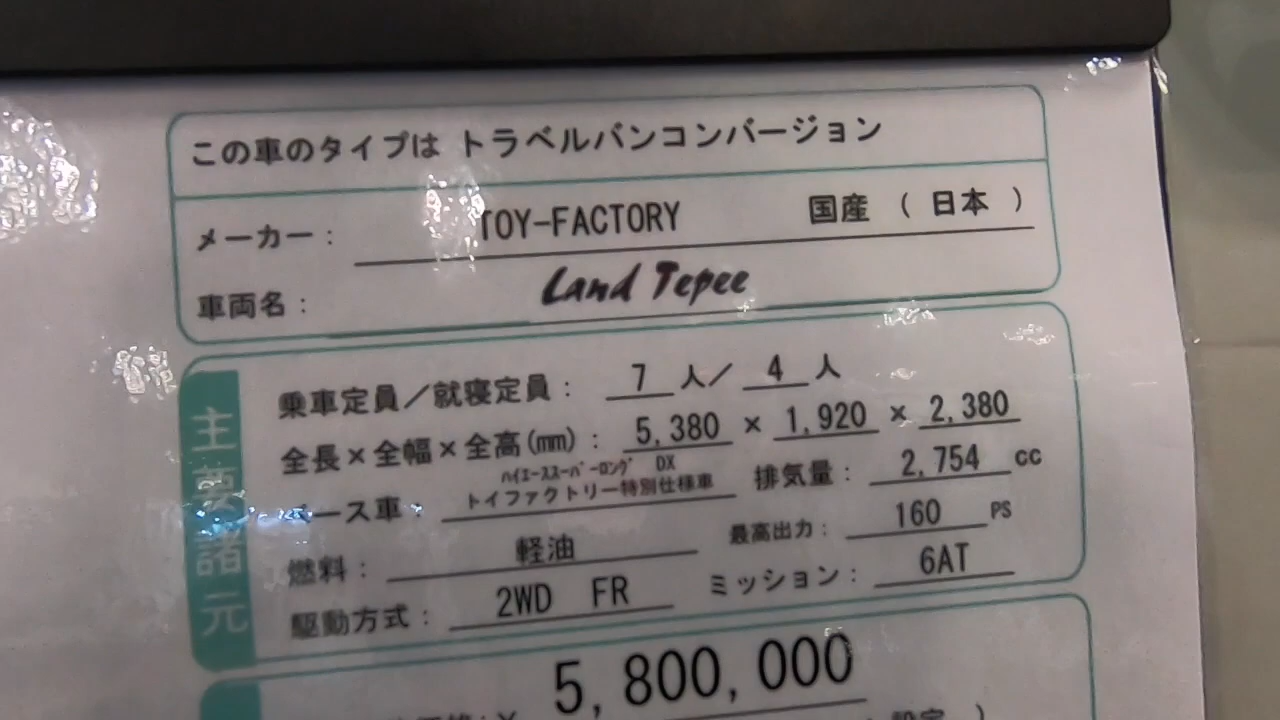 この車のタイプは トラベルバンコンバージョン
メーカー： TOY-FACTORY 国産 （ 日本 ）
車両名： Land Tepee
主要諸元
乗車定員／就寝定員： 7 人／ 4 人
全長×全幅×全高(mm)： 5,380 × 1,920 × 2,380
ﾊｲｴｰｽｽｰﾊﾟｰﾛﾝｸﾞ DX
ベース車： トイファクトリー特別仕様車 排気量： 2,754 cc
燃料： 軽油 最高出力： 160 PS
駆動方式： 2WD FR ミッション： 6AT
5,800,000